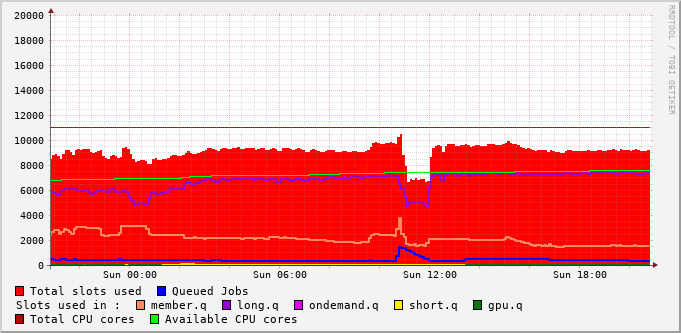 20000
18000
16000
14000
12000
10000
8000
6000
4000
2000
0
Sun 00:00 Sun 06:00 Sun 12:00 Sun 18:00
RRDTOOL / TOBI OETIKER
Total slots used Queued Jobs
Slots used in : member.q long.q ondemand.q short.q gpu.q
Total CPU cores Available CPU cores